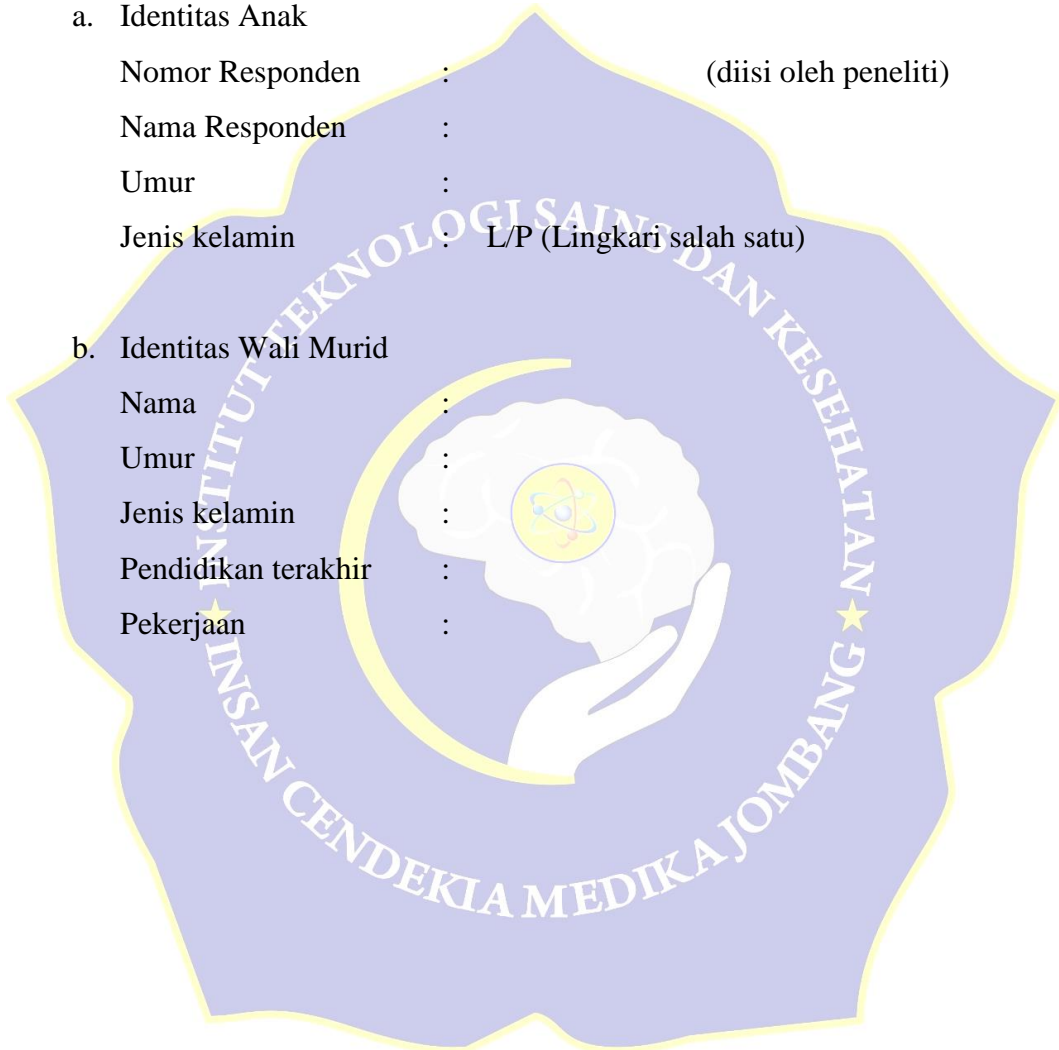 a. Identitas Anak
Nomor Responden : (diisi oleh peneliti)
Nama Responden :
Umur :
Jenis kelamin : L/P (Lingkari salah satu)
b. Identitas Wali Murid
Nama :
Umur :
Jenis kelamin :
Pendidikan terakhir :
Pekerjaan :
INSTITUT TEKNOLOGI SAINS DAN KESEHATAN
INSAN CENDEKIA MEDIKA JOMBANG